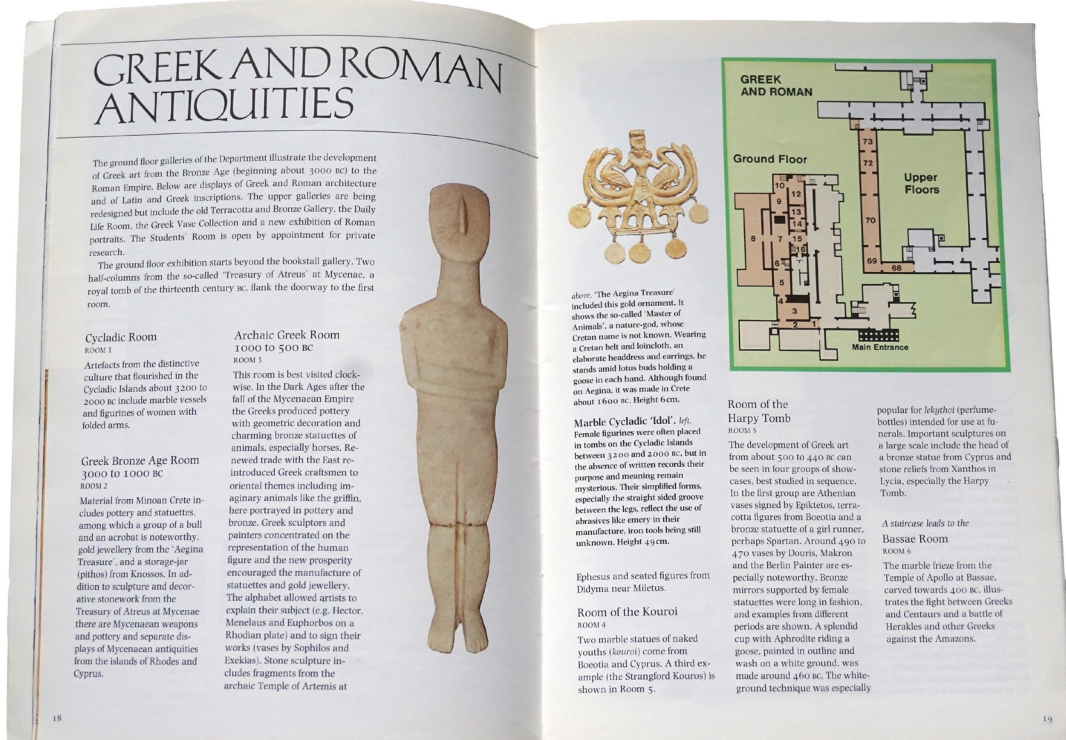 GREEK AND ROMAN
ANTIQUITIES
The ground floor galleries of the Department illustrate the development
of Greek art from the Bronze Age (beginning about 3000 BC) to the
Roman Empire. Below are displays of Greek and Roman architecture
and of Latin and Greek inscriptions. The upper galleries are being
redesigned but include the old Terracotta and Bronze Gallery, the Daily
Life Room, the Greek Vase Collection and a new exhibition of Roman
portraits. The Students' Room is open by appointment for private
research.
The ground floor exhibition starts beyond the bookstall gallery. Two
half-columns from the so-called 'Treasury of Atreus' at Mycenae, a
royal tomb of the thirteenth century BC, flank the doorway to the first
room.
Cycladic Room
ROOM 1
Artefacts from the distinctive
culture that flourished in the
Cycladic Islands about 3200 to
2000 BC include marble vessels
and figurines of women with
folded arms.
Greek Bronze Age Room
3000 to 1000 BC
ROOM 2
Material from Minoan Crete in-
cludes pottery and statuettes,
among which a group of a bull
and an acrobat is noteworthy,
gold jewellery from the 'Aegina
Treasure', and a storage-jar
(pithos) from Knossos. In ad-
dition to sculpture and decor-
ative stonework from the
Treasury of Atreus at Mycenae
there are Mycenaean weapons
and pottery and separate dis-
plays of Mycenaean antiquities
from the islands of Rhodes and
Cyprus.
Archaic Greek Room
1000 to 500 BC
ROOM 3
This room is best visited clock-
wise. In the Dark Ages after the
fall of the Mycenaean Empire
the Greeks produced pottery
with geometric decoration and
charming bronze statuettes of
animals, especially horses. Re-
newed trade with the East re-
introduced Greek craftsmen to
oriental themes including im-
aginary animals like the griffin,
here portrayed in pottery and
bronze. Greek sculptors and
painters concentrated on the
representation of the human
figure and the new prosperity
encouraged the manufacture of
statuettes and gold jewellery.
The alphabet allowed artists to
explain their subject (e.g. Hector,
Menelaus and Euphorbos on a
Rhodian plate) and to sign their
works (vases by Sophilos and
Exekias). Stone sculpture in-
cludes fragments from the
archaic Temple of Artemis at
18
above. 'The Aegina Treasure'
included this gold ornament. It
shows the so-called 'Master of
Animals', a nature-god, whose
Cretan name is not known. Wearing
a Cretan belt and loincloth, an
elaborate headdress and earrings, he
stands amid lotus buds holding a
goose in each hand. Although found
on Aegina, it was made in Crete
about 1600 BC. Height 6cm.
Marble Cycladic 'Idol', left.
Female figurines were often placed
in tombs on the Cycladic Islands
between 3200 and 2000 BC, but in
the absence of written records their
purpose and meaning remain
mysterious. Their simplified forms,
especially the straight sided groove
between the legs, reflect the use of
abrasives like emery in their
manufacture, iron tools being still
unknown. Height 49cm.
Ephesus and seated figures from
Didyma near Miletus.
Room of the Kouroi
ROOM 4
Two marble statues of naked
youths (kouroi) come from
Boeotia and Cyprus. A third ex-
ample (the Strangford Kouros) is
shown in Room 5.
GREEK
AND ROMAN
Ground Floor
Upper
Floors
73
72
70
69
68
10
9
12
13
14
8
7
15
16
6
5
4
3
2
1
Main Entrance
Room of the
Harpy Tomb
ROOM 5
The development of Greek art
from about 500 to 440 BC can
be seen in four groups of show-
cases, best studied in sequence.
In the first group are Athenian
vases signed by Epiktetos, terra-
cotta figures from Boeotia and a
bronze statuette of a girl runner,
perhaps Spartan. Around 490 to
470 vases by Douris, Makron
and the Berlin Painter are es-
pecially noteworthy. Bronze
mirrors supported by female
statuettes were long in fashion,
and examples from different
periods are shown. A splendid
cup with Aphrodite riding a
goose, painted in outline and
wash on a white ground, was
made around 460 BC. The white-
ground technique was especially
popular for lekythoi (perfume-
bottles) intended for use at fu-
nerals. Important sculptures on
a large scale include the head of
a bronze statue from Cyprus and
stone reliefs from Xanthos in
Lycia, especially the Harpy
Tomb.
A staircase leads to the
Bassae Room
ROOM 6
The marble frieze from the
Temple of Apollo at Bassae,
carved towards 400 BC, illus-
trates the fight between Greeks
and Centaurs and a battle of
Herakles and other Greeks
against the Amazons.
19